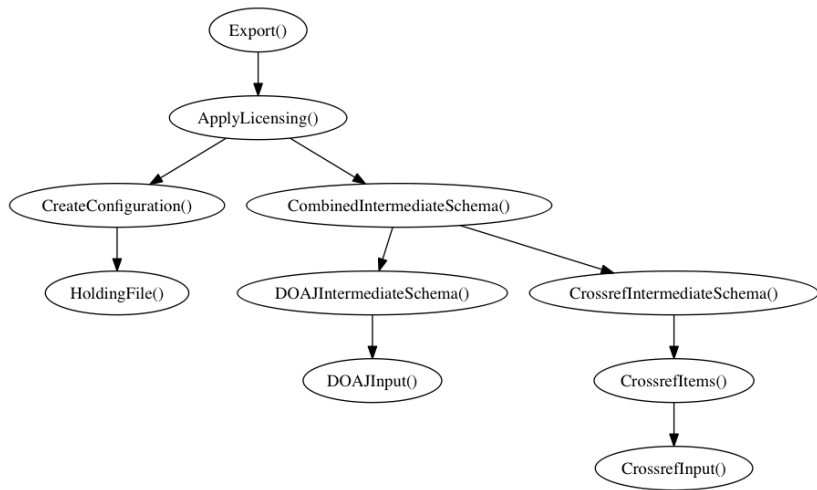 Export()
ApplyLicensing()
CreateConfiguration()
CombinedIntermediateSchema()
HoldingFile()
DOAJIntermediateSchema()
CrossrefIntermediateSchema()
DOAJInput()
CrossrefItems()
CrossrefInput()